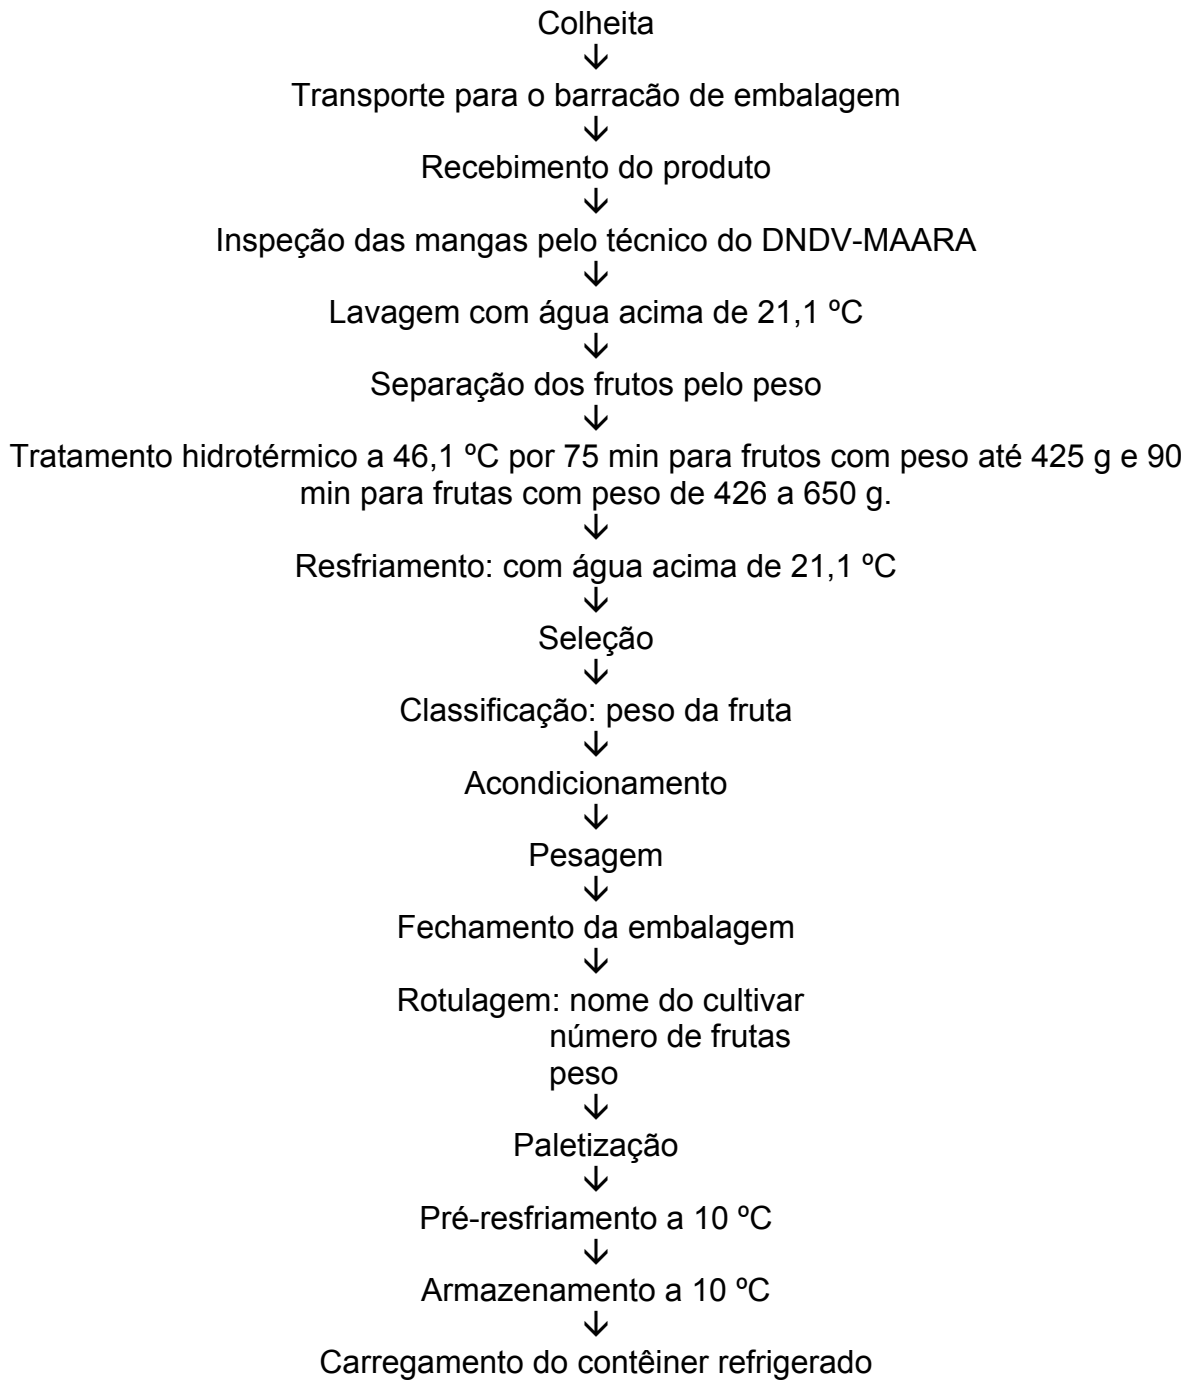 Colheita
↓
Transporte para o barracão de embalagem
↓
Recebimento do produto
↓
Inspeção das mangas pelo técnico do DNDV-MAARA
↓
Lavagem com água acima de 21,1 ºC
↓
Separação dos frutos pelo peso
↓
Tratamento hidrotérmico a 46,1 ºC por 75 min para frutos com peso até 425 g e 90
min para frutas com peso de 426 a 650 g.
↓
Resfriamento: com água acima de 21,1 ºC
↓
Seleção
↓
Classificação: peso da fruta
↓
Acondicionamento
↓
Pesagem
↓
Fechamento da embalagem
↓
Rotulagem: nome do cultivar
número de frutas
peso
↓
Paletização
↓
Pré-resfriamento a 10 ºC
↓
Armazenamento a 10 ºC
↓
Carregamento do contêiner refrigerado